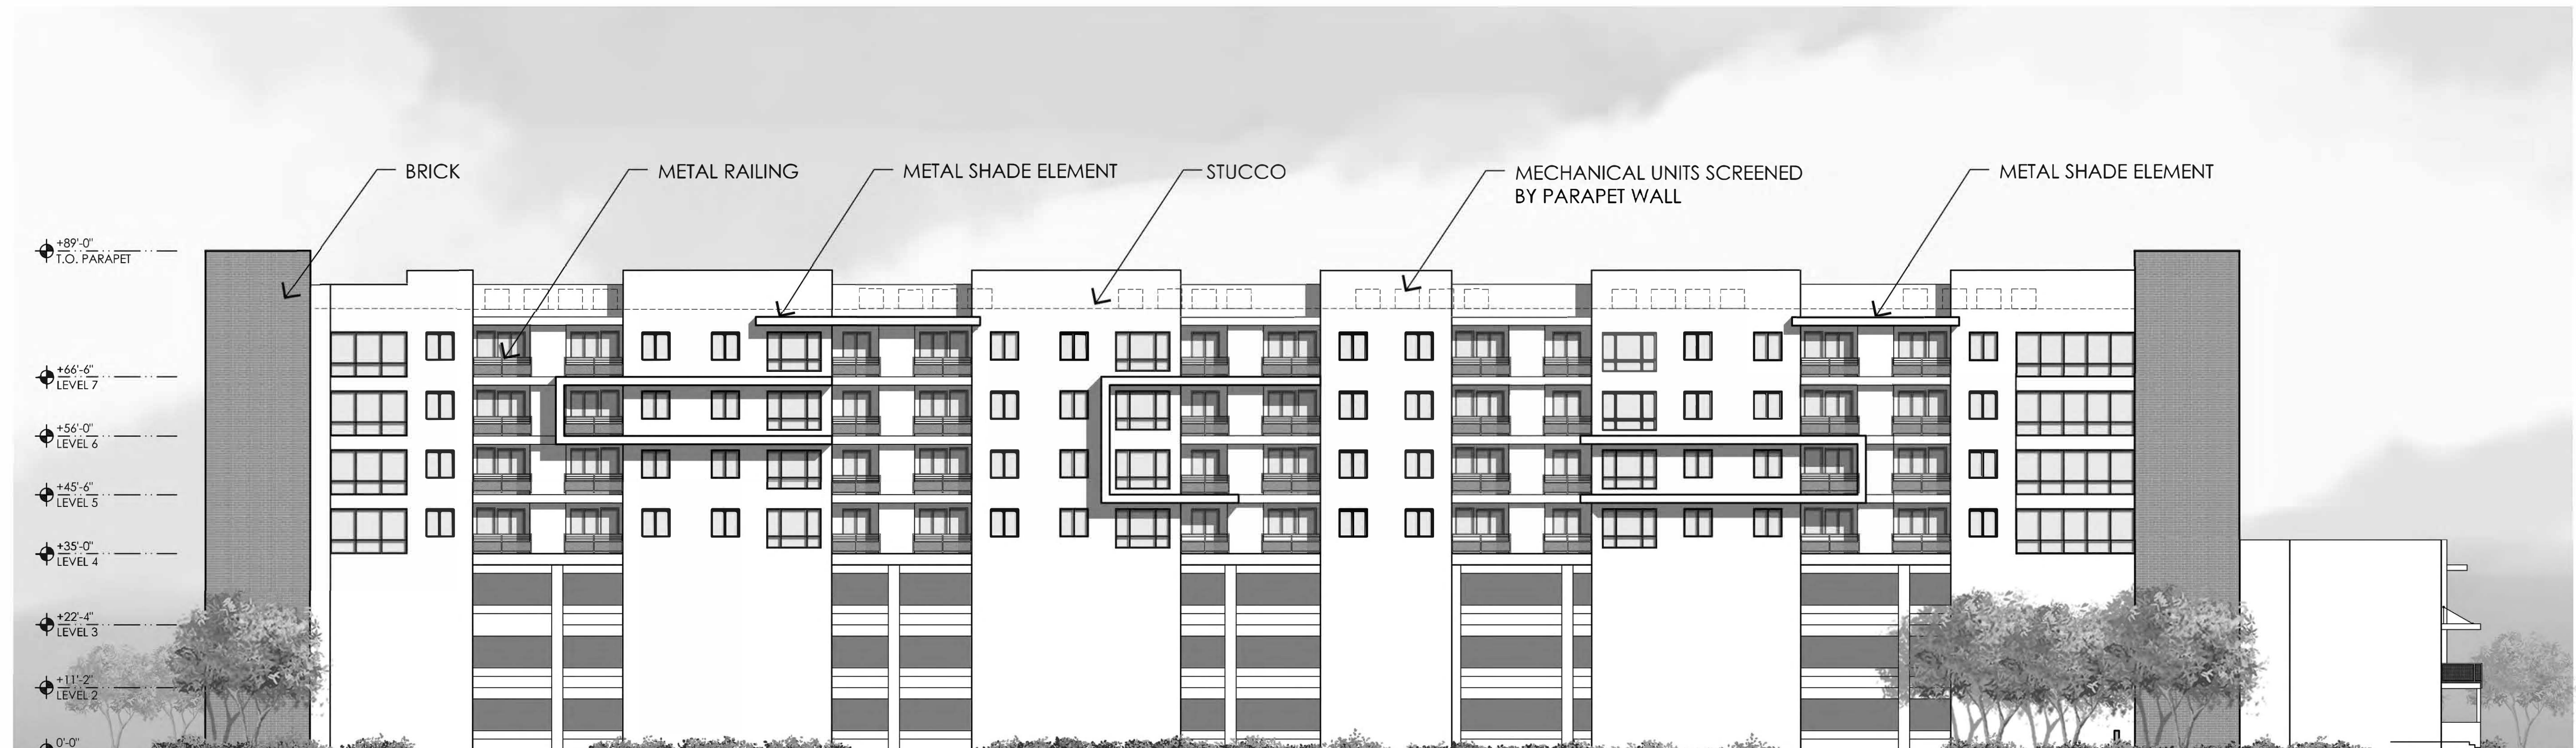 BRICK
METAL RAILING
METAL SHADE ELEMENT
STUCCO
MECHANICAL UNITS SCREENED
BY PARAPET WALL
METAL SHADE ELEMENT
+89'-0"
T.O. PARAPET
+66'-6"
LEVEL 7
+56'-0"
LEVEL 6
+45'-6"
LEVEL 5
+35'-0"
LEVEL 4
+22'-4"
LEVEL 3
+11'-2"
LEVEL 2
0'-0"